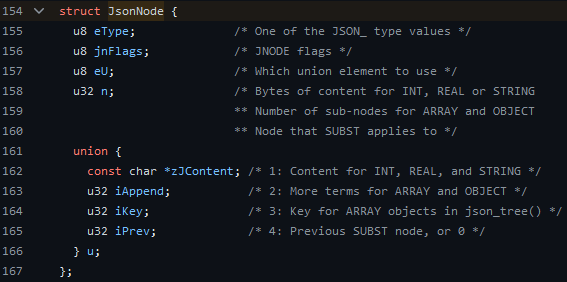 154 struct JsonNode {
155 u8 eType; /* One of the JSON_ type values */
156 u8 jnFlags; /* JNODE flags */
157 u8 eU; /* Which union element to use */
158 u32 n; /* Bytes of content for INT, REAL or STRING
159 ** Number of sub-nodes for ARRAY and OBJECT
160 ** Node that SUBST applies to */
161 union {
162 const char *zJContent; /* 1: Content for INT, REAL, and STRING */
163 u32 iAppend; /* 2: More terms for ARRAY and OBJECT */
164 u32 iKey; /* 3: Key for ARRAY objects in json_tree() */
165 u32 iPrev; /* 4: Previous SUBST node, or 0 */
166 } u;
167 };